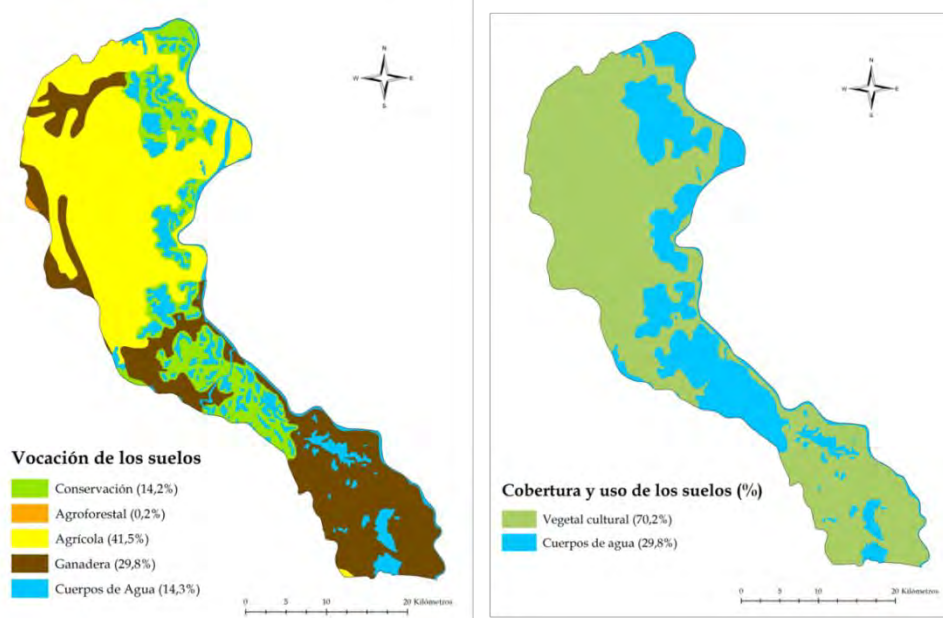 N
W
E
S
Vocación de los suelos
Conservación (14,2%)
Agroforestal (0,2%)
Agrícola (41,5%)
Ganadera (29,8%)
Cuerpos de Agua (14,3%)
0 5 10 20 Kilómetros
N
W
E
S
Cobertura y uso de los suelos (%)
Vegetal cultural (70,2%)
Cuerpos de agua (29,8%)
0 5 10 20 Kilómetros